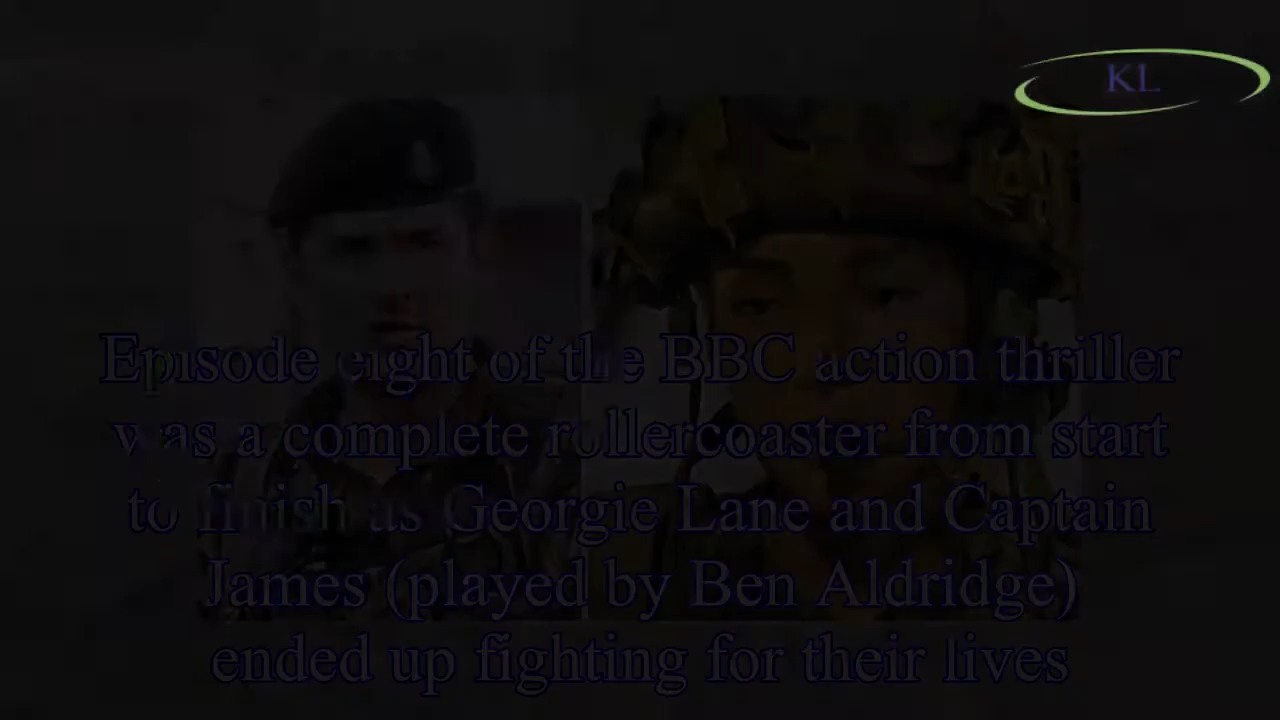 KL
Episode eight of the BBC action thriller
was a complete rollercoaster from start
to finish as Georgie Lane and Captain
James (played by Ben Aldridge)
ended up fighting for their lives